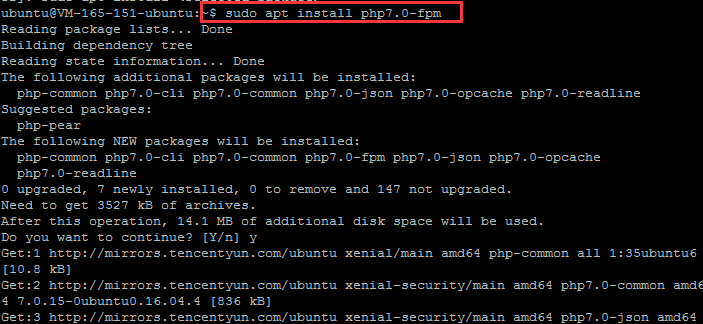 ubuntu@VM-165-151-ubuntu:~$ sudo apt install php7.0-fpm
Reading package lists... Done
Building dependency tree
Reading state information... Done
The following additional packages will be installed:
  php-common php7.0-cli php7.0-common php7.0-json php7.0-opcache php7.0-readline
Suggested packages:
  php-pear
The following NEW packages will be installed:
  php-common php7.0-cli php7.0-common php7.0-fpm php7.0-json php7.0-opcache
  php7.0-readline
0 upgraded, 7 newly installed, 0 to remove and 147 not upgraded.
Need to get 3527 kB of archives.
After this operation, 14.1 MB of additional disk space will be used.
Do you want to continue? [Y/n] y
Get:1 http://mirrors.tencentyun.com/ubuntu xenial/main amd64 php-common all 1:35ubuntu6
[10.8 kB]
Get:2 http://mirrors.tencentyun.com/ubuntu xenial-security/main amd64 php7.0-common amd6
4 7.0.15-0ubuntu0.16.04.4 [836 kB]
Get:3 http://mirrors.tencentyun.com/ubuntu xenial-security/main amd64 php7.0-json amd64